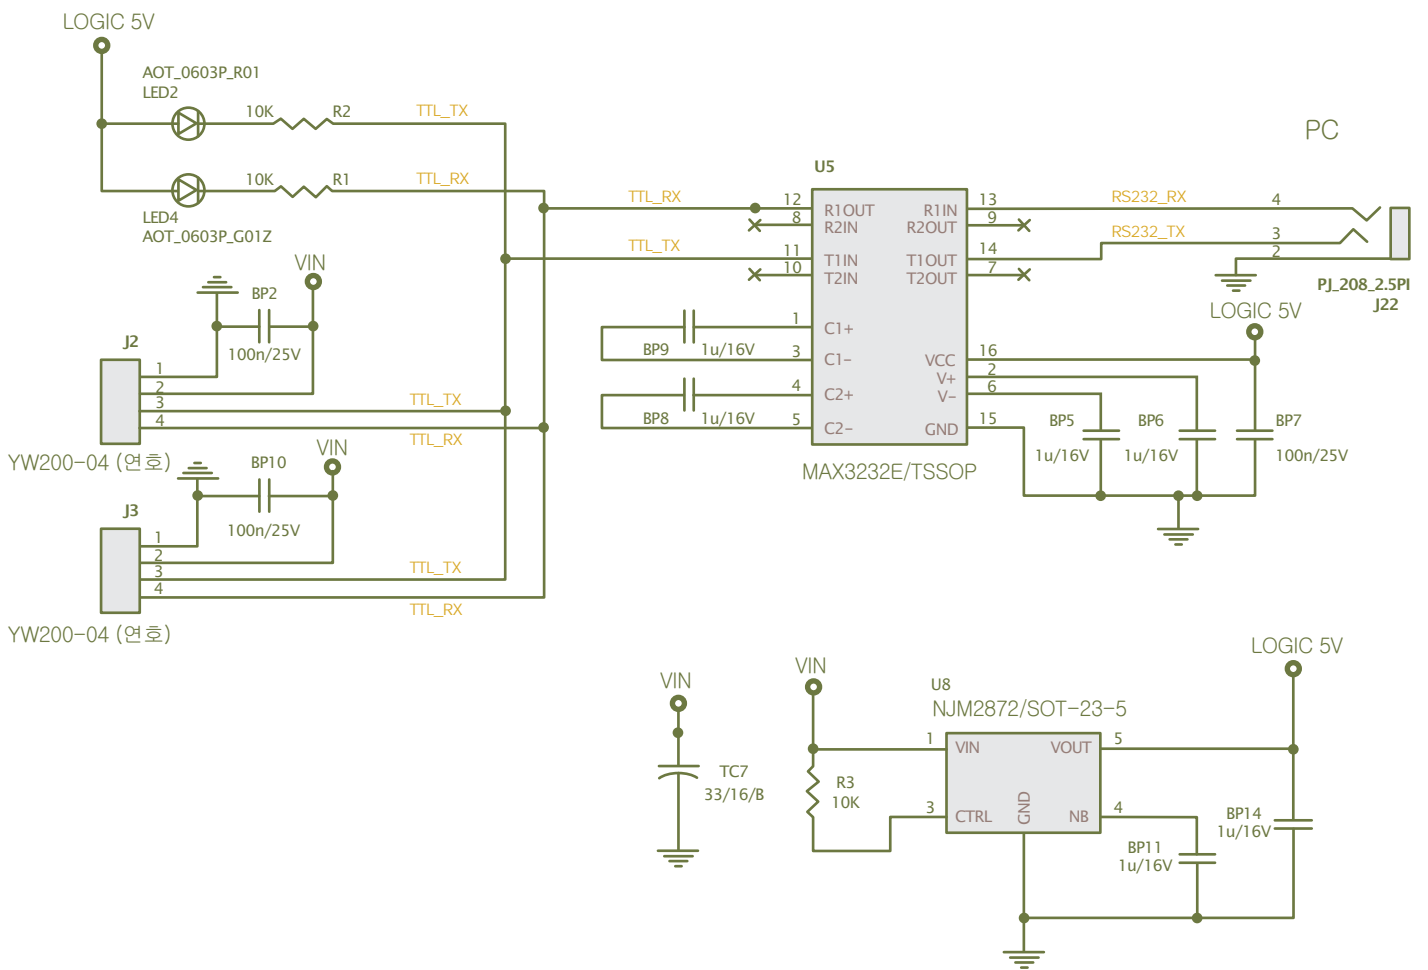 LOGIC 5V
AOT_0603P_R01
LED2
10K
R2
TTL_TX
10K
R1
TTL_RX
LED4
AOT_0603P_G01Z
VIN
BP2
100n/25V
J2
1
2
3
4
TTL_TX
TTL_RX
YW200-04 (연호)
VIN
BP10
100n/25V
J3
1
2
3
4
TTL_TX
TTL_RX
YW200-04 (연호)
PC
U5
TTL_RX
12
R1OUT
R1IN
13
RS232_RX
4
8
R2IN
R2OUT
9
TTL_TX
11
T1IN
T1OUT
14
RS232_TX
3
10
T2IN
T2OUT
7
2
PJ_208_2.5PI
J22
LOGIC 5V
1
C1+
BP9
1u/16V
3
C1-
VCC
16
V+
2
4
C2+
V-
6
BP8
1u/16V
5
C2-
GND
15
BP5
1u/16V
BP6
1u/16V
BP7
100n/25V
MAX3232E/TSSOP
VIN
TC7
33/16/B
VIN
R3
10K
U8
NJM2872/SOT-23-5
1
VIN
VOUT
5
3
CTRL
GND
NB
4
LOGIC 5V
BP14
1u/16V
BP11
1u/16V